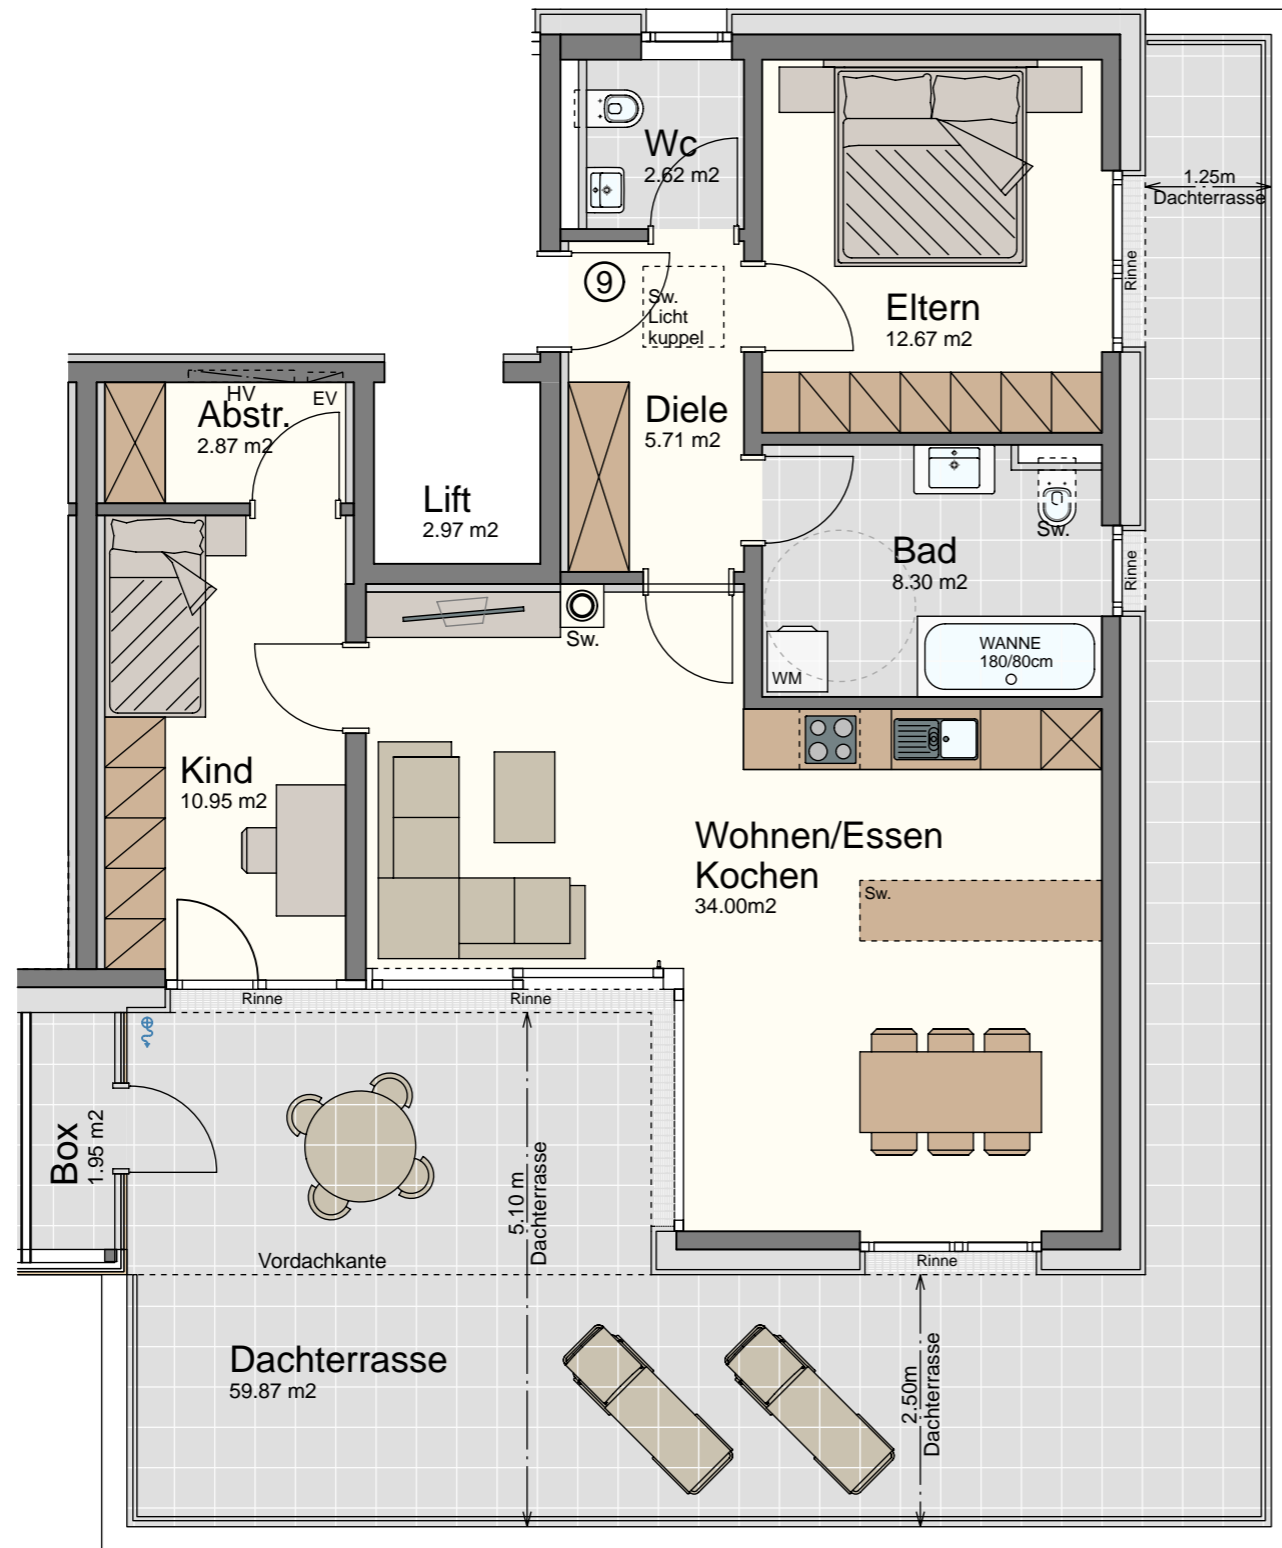 Wc
2.62 m2
1.25m
Dachterrasse
9
Sw.
Licht
kuppel
Rinne
Eltern
12.67 m2
HV
EV
Abstr.
2.87 m2
Diele
5.71 m2
Lift
2.97 m2
Sw.
Bad
8.30 m2
Rinne
Sw.
WANNE
180/80cm
WM
Kind
10.95 m2
Wohnen/Essen
Kochen
34.00m2
Sw.
Rinne
Rinne
Box
1.95 m2
5.10 m
Dachterrasse
Vordachkante
Rinne
Dachterrasse
59.87 m2
2.50m
Dachterrasse